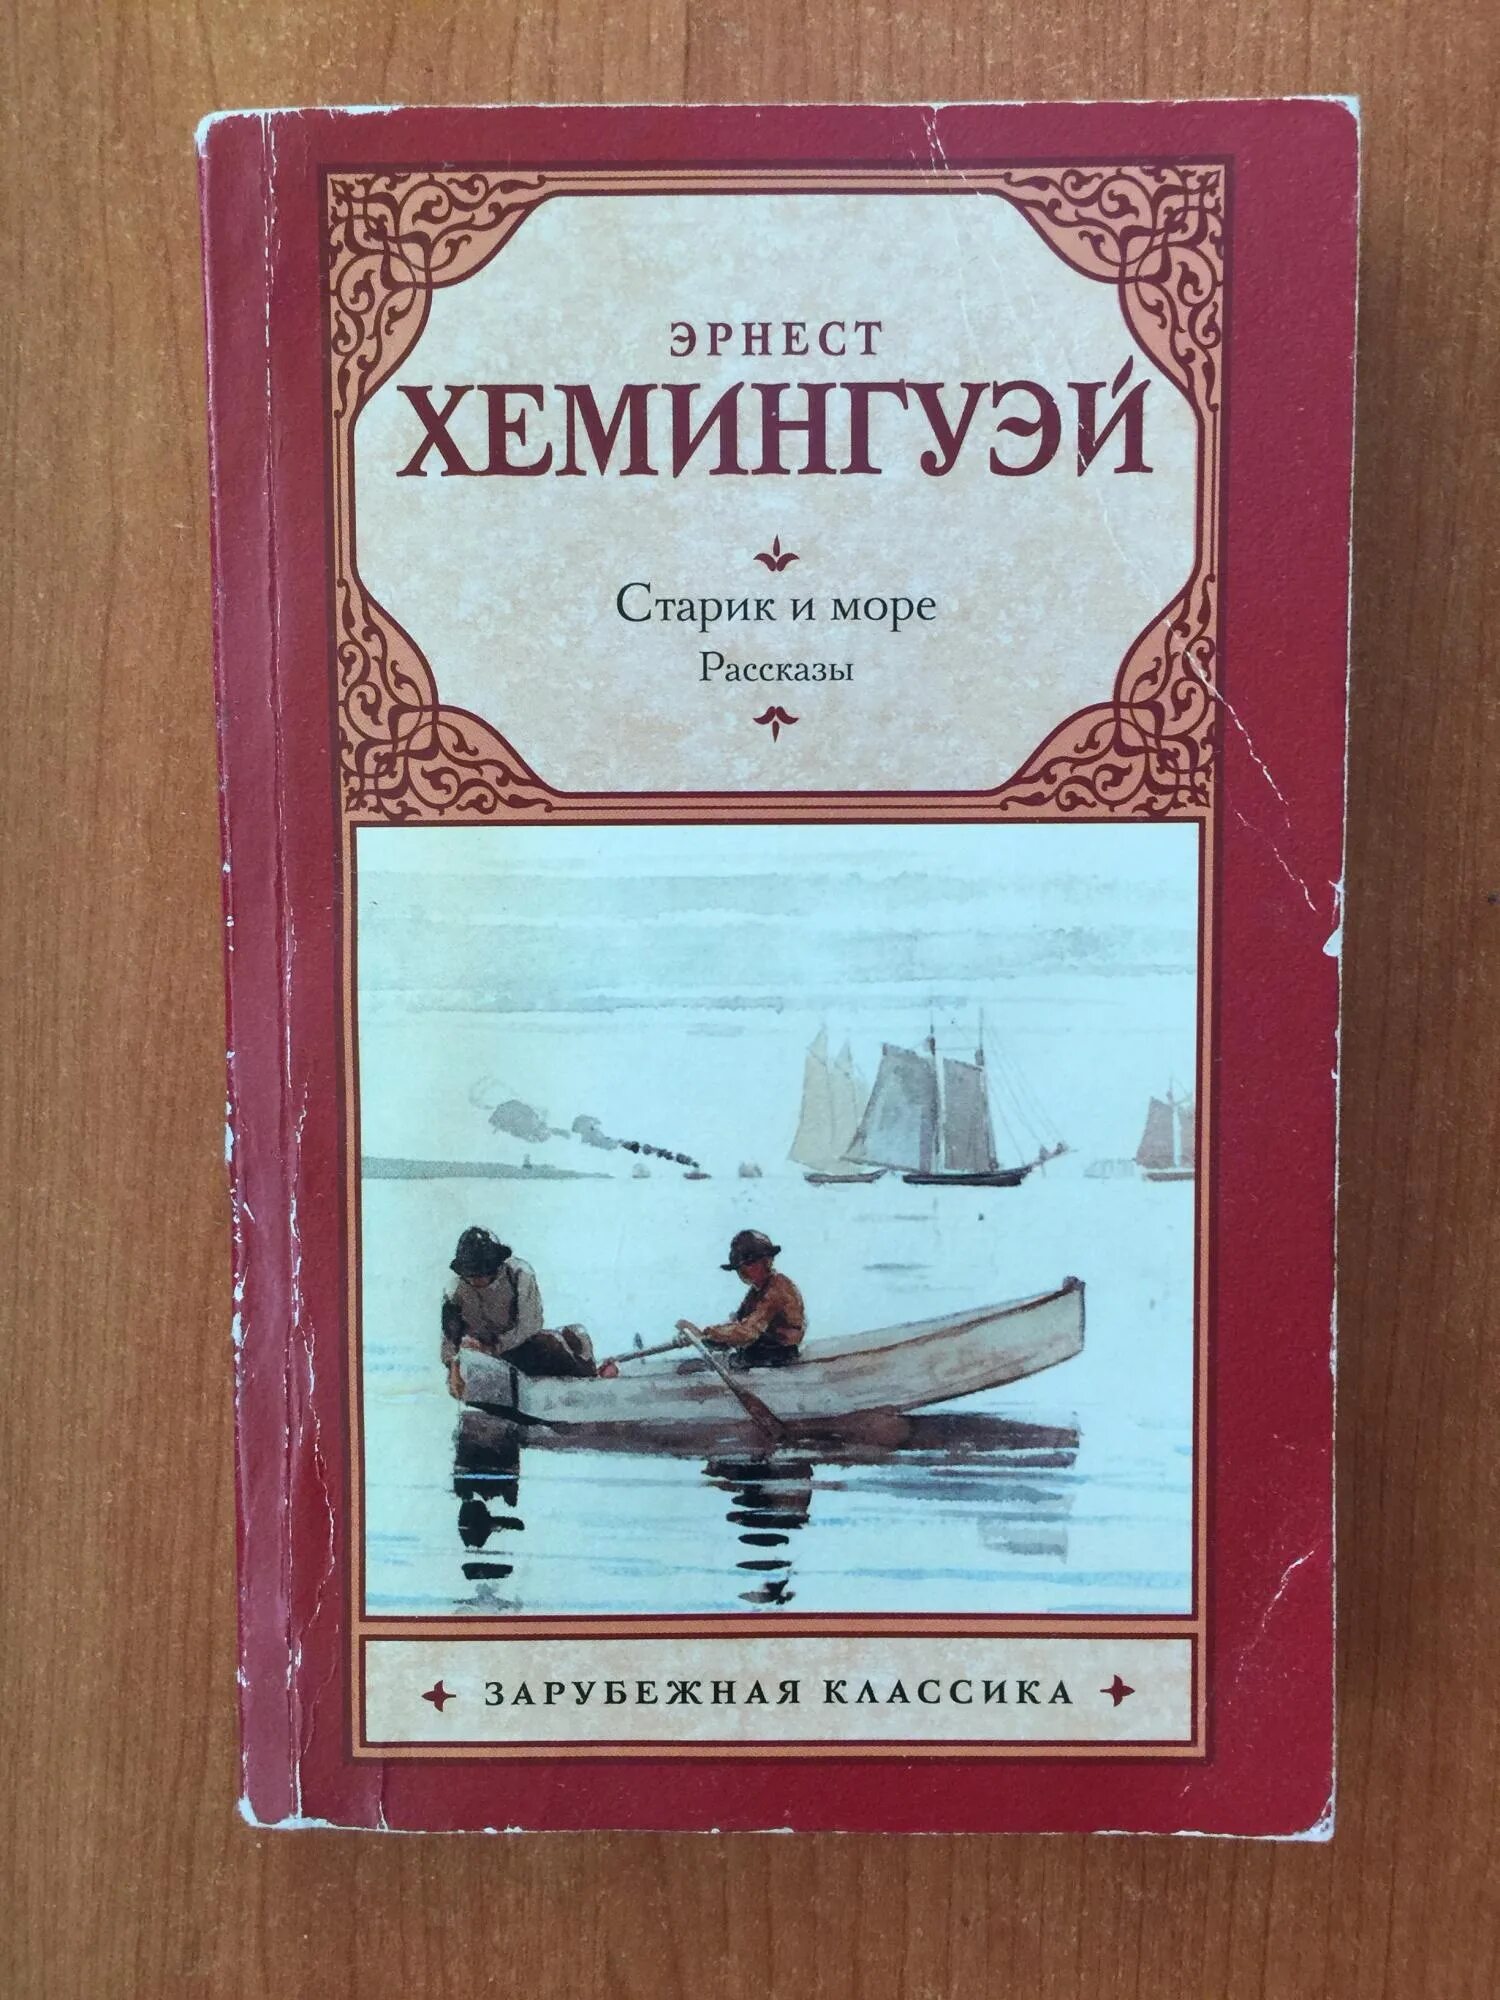 ЭРНЕСТ
ХЕМИНГУЭЙ
Старик и море
Рассказы
ЗАРУБЕЖНАЯ КЛАССИКА